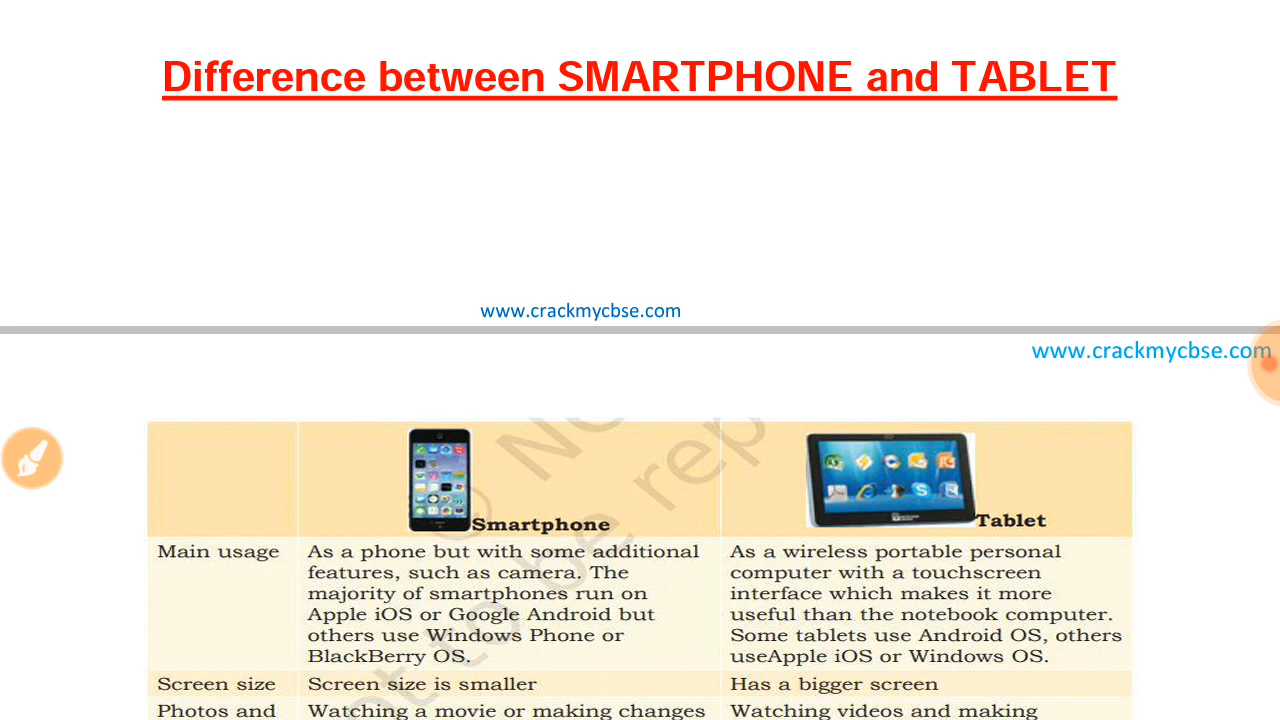 Difference between SMARTPHONE and TABLET
www.crackmycbse.com
www.crackmycbse.com
Smartphone
Tablet
Main usage
As a phone but with some additional
features, such as camera. The
majority of smartphones run on
Apple iOS or Google Android but
others use Windows Phone or
BlackBerry OS.
As a wireless portable personal
computer with a touchscreen
interface which makes it more
useful than the notebook computer.
Some tablets use Android OS, others
useApple iOS or Windows OS.
Screen size
Screen size is smaller
Has a bigger screen
Photos and
Watching a movie or making changes
Watching videos and making